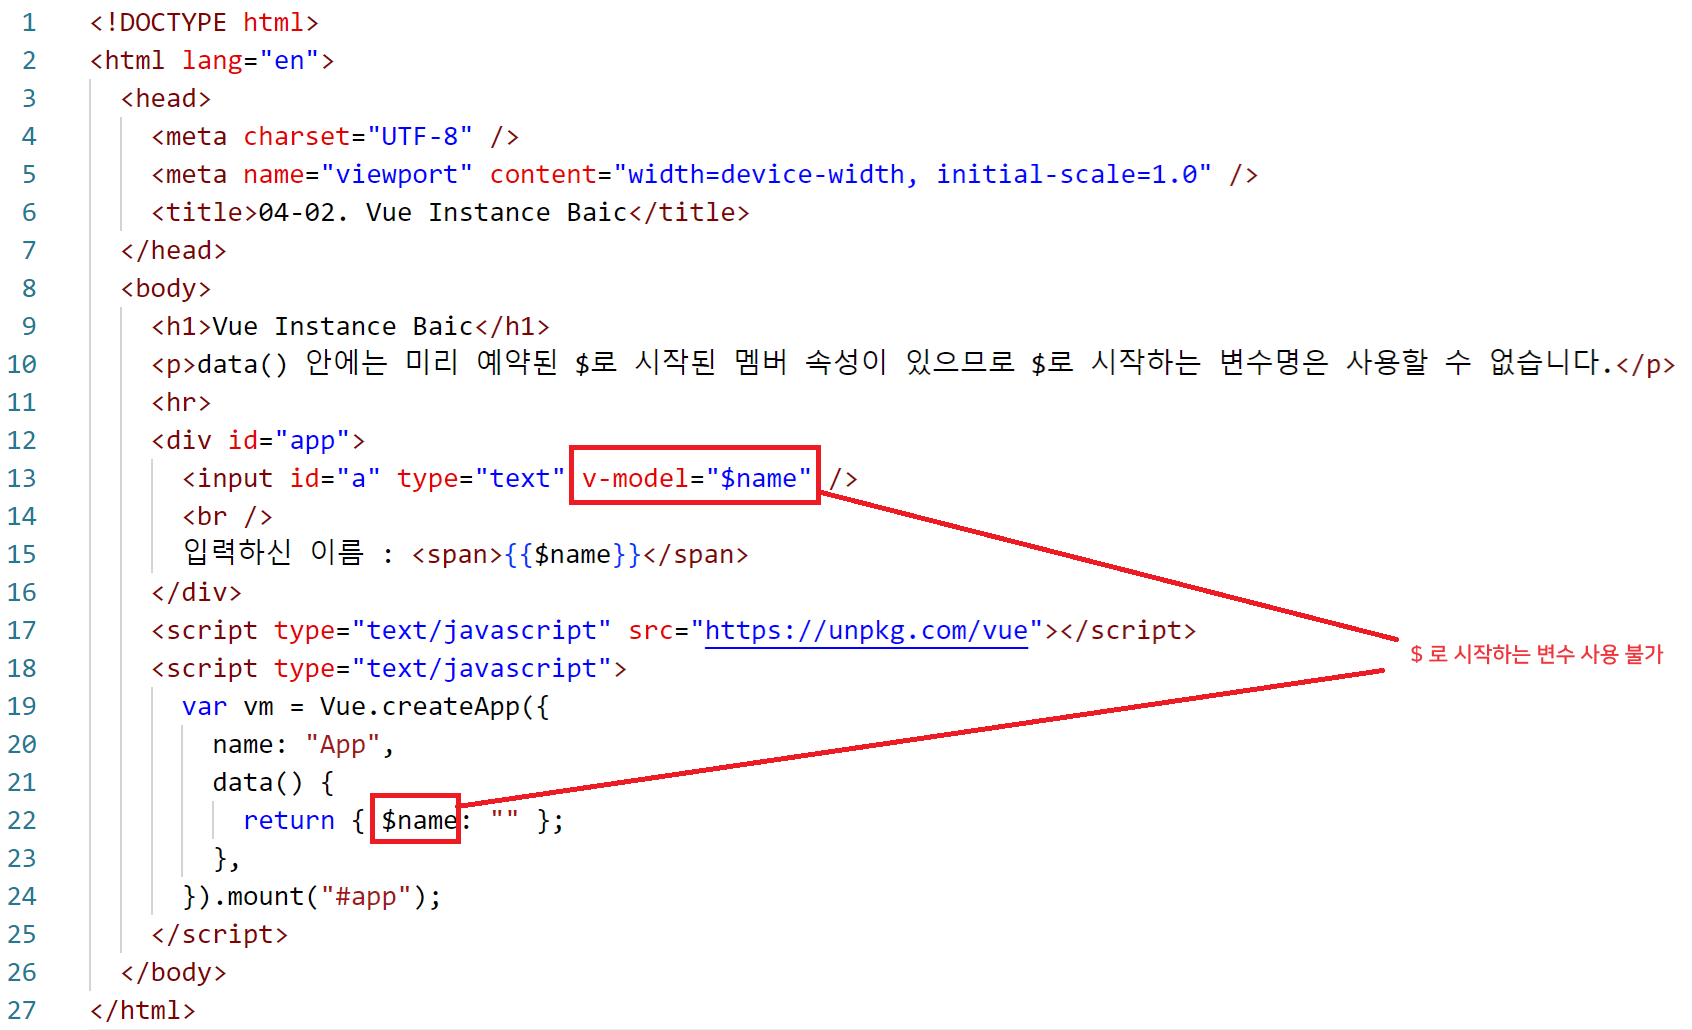 1 <!DOCTYPE html>
2 <html lang="en">
3 <head>
4 <meta charset="UTF-8" />
5 <meta name="viewport" content="width=device-width, initial-scale=1.0" />
6 <title>04-02. Vue Instance Baic</title>
7 </head>
8 <body>
9 <h1>Vue Instance Baic</h1>
10 <p>data() 안에는 미리 예약된 $로 시작된 멤버 속성이 있으므로 $로 시작하는 변수명은 사용할 수 없습니다.</p>
11 <hr>
12 <div id="app">
13 <input id="a" type="text" v-model="$name" />
14 <br />
15 입력하신 이름 : <span>{{$name}}</span>
16 </div>
17 <script type="text/javascript" src="https://unpkg.com/vue"></script>
18 <script type="text/javascript">
$ 로 시작하는 변수 사용 불가
19 var vm = Vue.createApp({
20 name: "App",
21 data() {
22 return { $name: "" };
23 },
24 }).mount("#app");
25 </script>
26 </body>
27 </html>